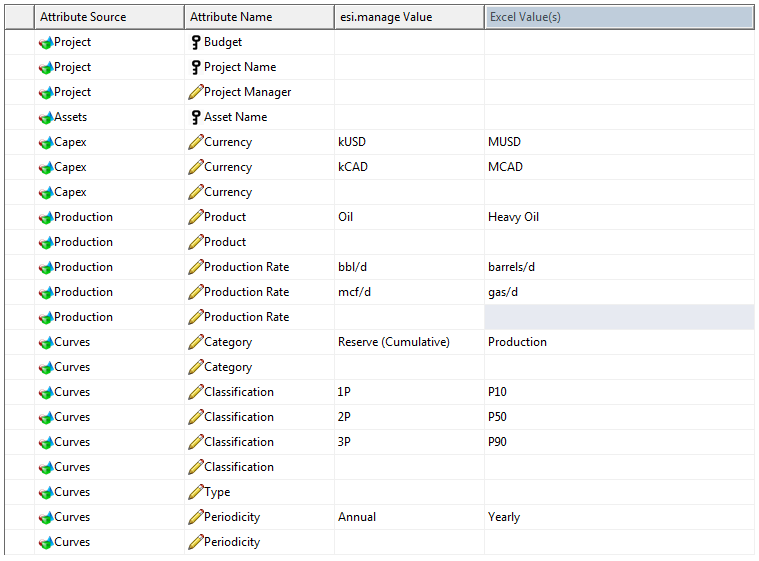 Attribute Source Attribute Name esi.manage Value Excel Value(s)
Project Budget
Project Project Name
Project Project Manager
Assets Asset Name
Capex Currency kUSD MUSD
Capex Currency kCAD MCAD
Capex Currency
Production Product Oil Heavy Oil
Production Product
Production Production Rate bbl/d barrels/d
Production Production Rate mcf/d gas/d
Production Production Rate
Curves Category Reserve (Cumulative) Production
Curves Category
Curves Classification 1P P10
Curves Classification 2P P50
Curves Classification 3P P90
Curves Classification
Curves Type
Curves Periodicity Annual Yearly
Curves Periodicity